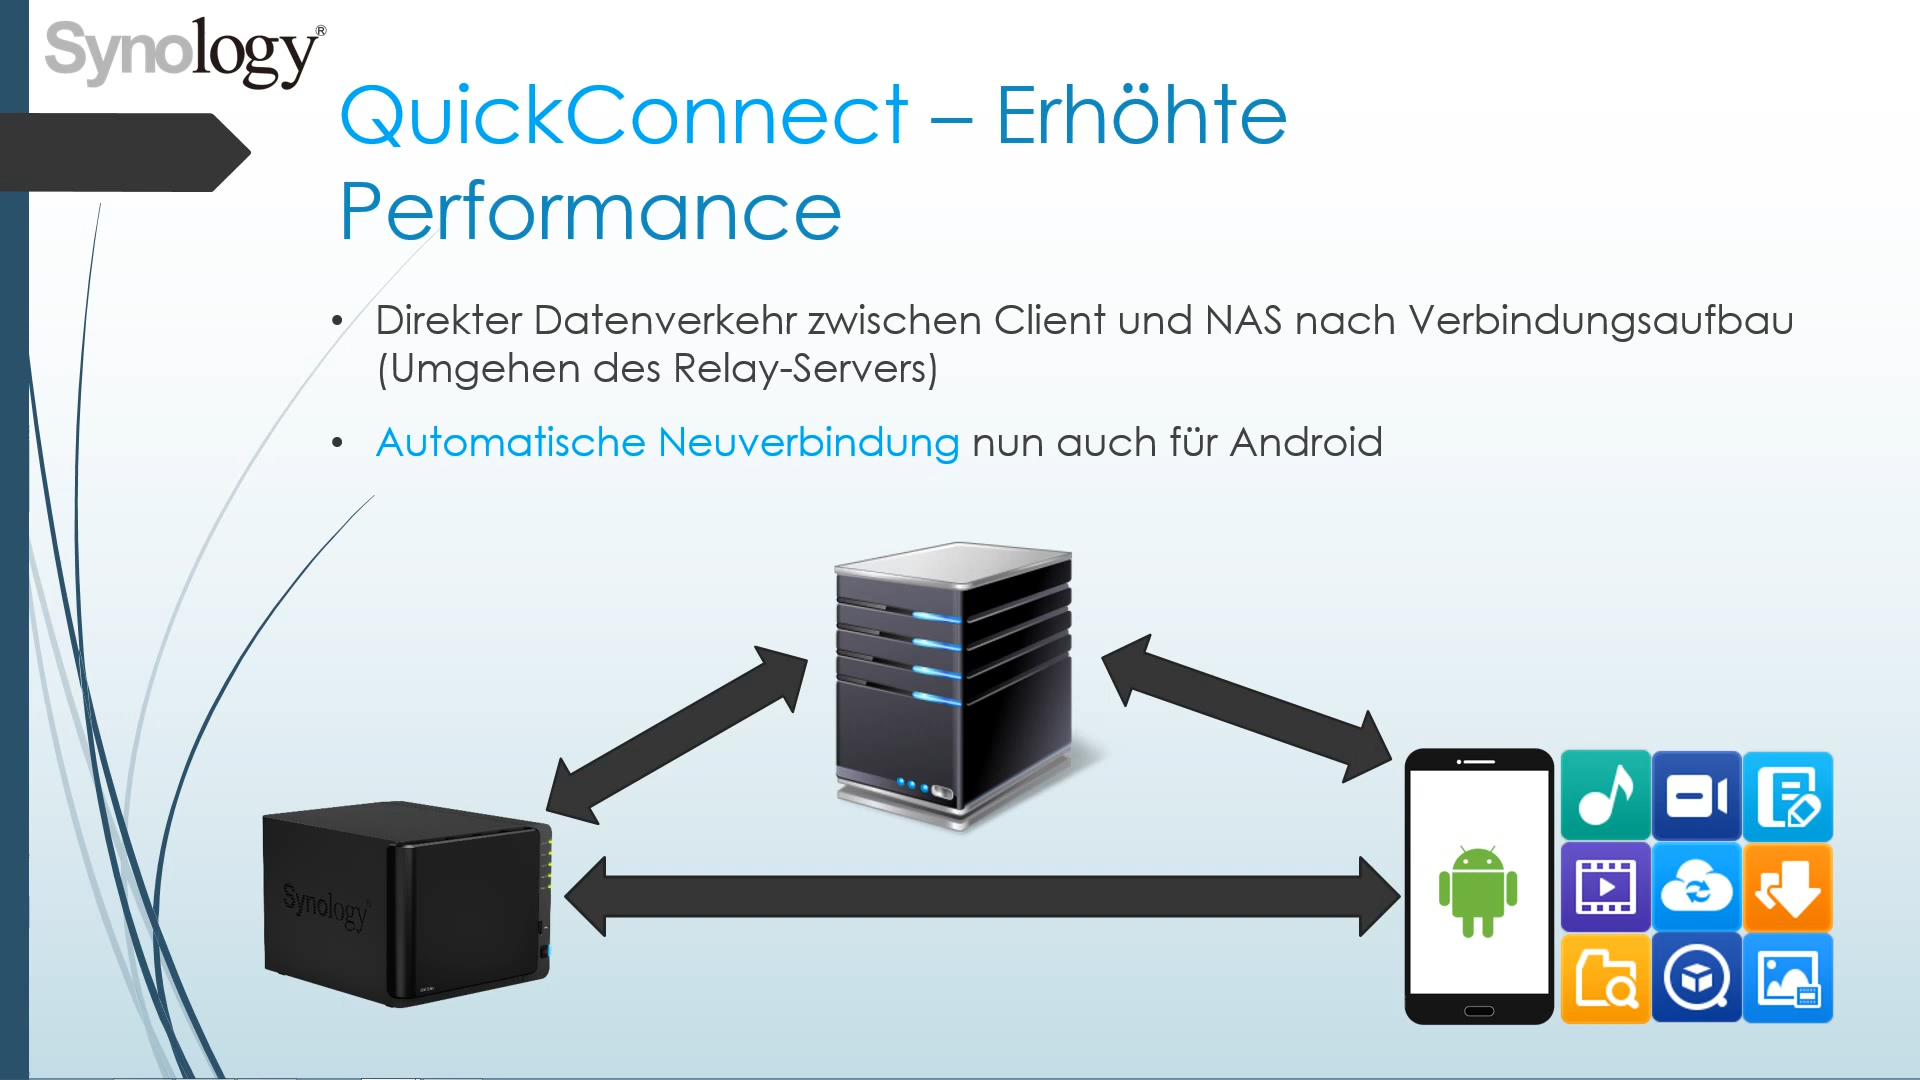 Synology®
QuickConnect – Erhöhte
Performance
• Direkter Datenverkehr zwischen Client und NAS nach Verbindungsaufbau
(Umgehen des Relay-Servers)
• Automatische Neuverbindung nun auch für Android
Synology